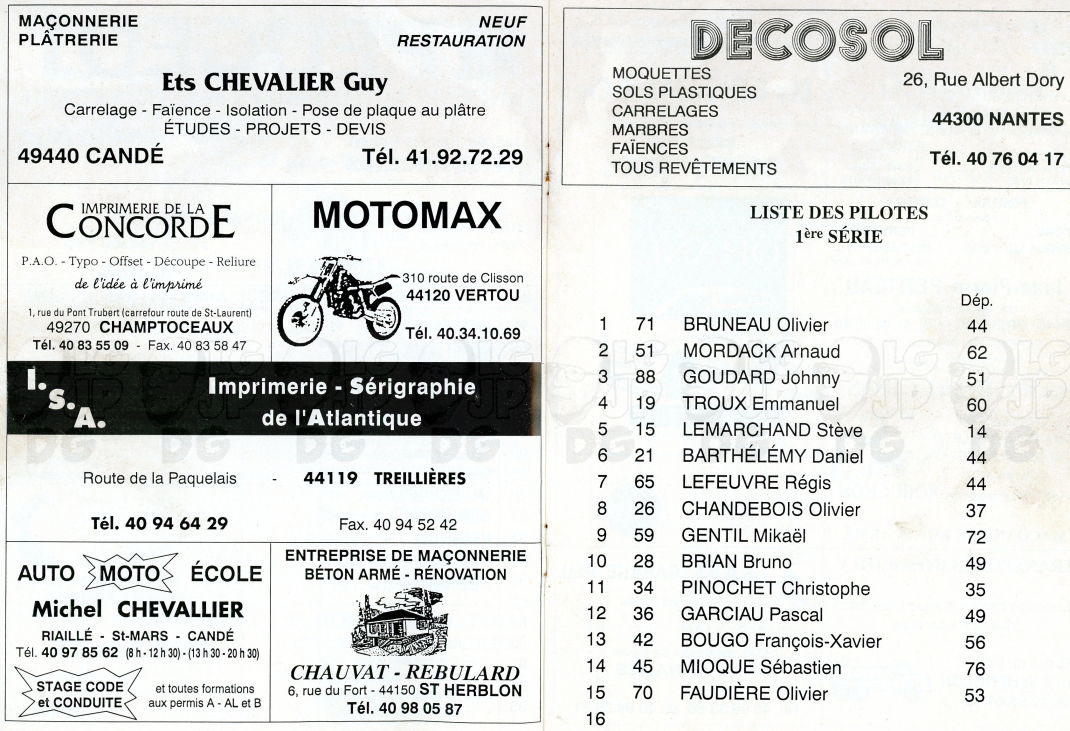 MAÇONNERIE NEUF
PLÂTRERIE RESTAURATION
Ets CHEVALIER Guy
Carrelage - Faïence - Isolation - Pose de plaque au plâtre
ÉTUDES - PROJETS - DEVIS
49440 CANDÉ Tél. 41.92.72.29
IMPRIMERIE DE LA
CONCORDE
P.A.O. - Typo - Offset - Découpe - Reliure
de l'idée à l'imprimé
1, rue du Pont Trubert (carrefour route de St-Laurent)
49270 CHAMPTOCEAUX
Tél. 40 83 55 09 - Fax. 40 83 58 47
MOTOMAX
310 route de Clisson
44120 VERTOU
Tél. 40.34.10.69
I.S.A.
Imprimerie - Sérigraphie
de l'Atlantique
Route de la Paquelais - 44119 TREILLIÈRES
Tél. 40 94 64 29 Fax. 40 94 52 42
AUTO MOTO ÉCOLE
Michel CHEVALLIER
RIAILLÉ - St-MARS - CANDÉ
Tél. 40 97 85 62 (8 h - 12 h 30) - (13 h 30 - 20 h 30)
STAGE CODE
et CONDUITE
et toutes formations
aux permis A - AL et B
ENTREPRISE DE MAÇONNERIE
BÉTON ARMÉ - RÉNOVATION
CHAUVAT - REBULARD
6, rue du Fort - 44150 ST HERBLON
Tél. 40 98 05 87
DECOSOL
MOQUETTES
SOLS PLASTIQUES
CARRELAGES
MARBRES
FAÏENCES
TOUS REVÊTEMENTS
26, Rue Albert Dory
44300 NANTES
Tél. 40 76 04 17
LISTE DES PILOTES
1ère SÉRIE
Dép.
1 71 BRUNEAU Olivier 44
2 51 MORDACK Arnaud 62
3 88 GOUDARD Johnny 51
4 19 TROUX Emmanuel 60
5 15 LEMARCHAND Stève 14
6 21 BARTHÉLÉMY Daniel 44
7 65 LEFEUVRE Régis 44
8 26 CHANDEBOIS Olivier 37
9 59 GENTIL Mikaël 72
10 28 BRIAN Bruno 49
11 34 PINOCHET Christophe 35
12 36 GARCIAU Pascal 49
13 42 BOUGO François-Xavier 56
14 45 MIOQUE Sébastien 76
15 70 FAUDIÈRE Olivier 53
16